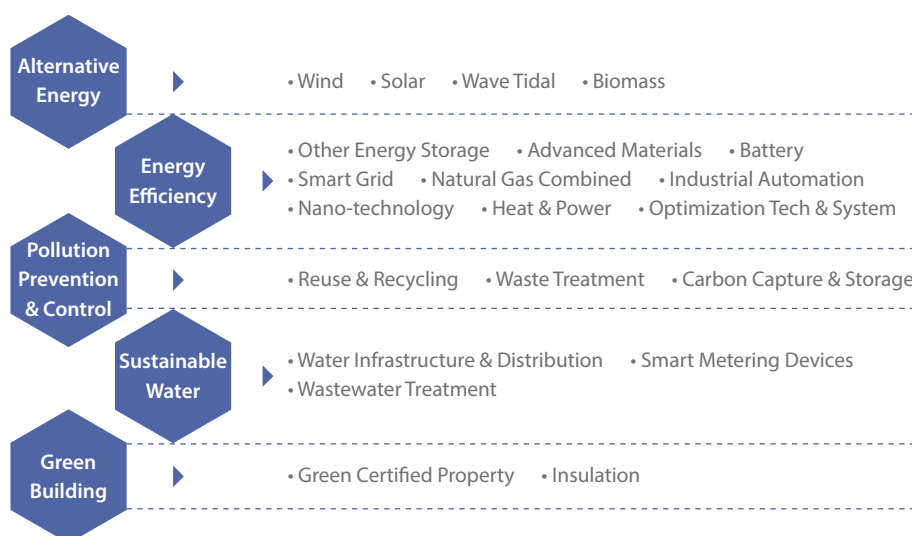 Alternative
Energy
• Wind • Solar • Wave Tidal • Biomass
Energy
Efficiency
• Other Energy Storage • Advanced Materials • Battery
• Smart Grid • Natural Gas Combined • Industrial Automation
• Nano-technology • Heat & Power • Optimization Tech & System
Pollution
Prevention
& Control
• Reuse & Recycling • Waste Treatment • Carbon Capture & Storage
Sustainable
Water
• Water Infrastructure & Distribution • Smart Metering Devices
• Wastewater Treatment
Green
Building
• Green Certified Property • Insulation